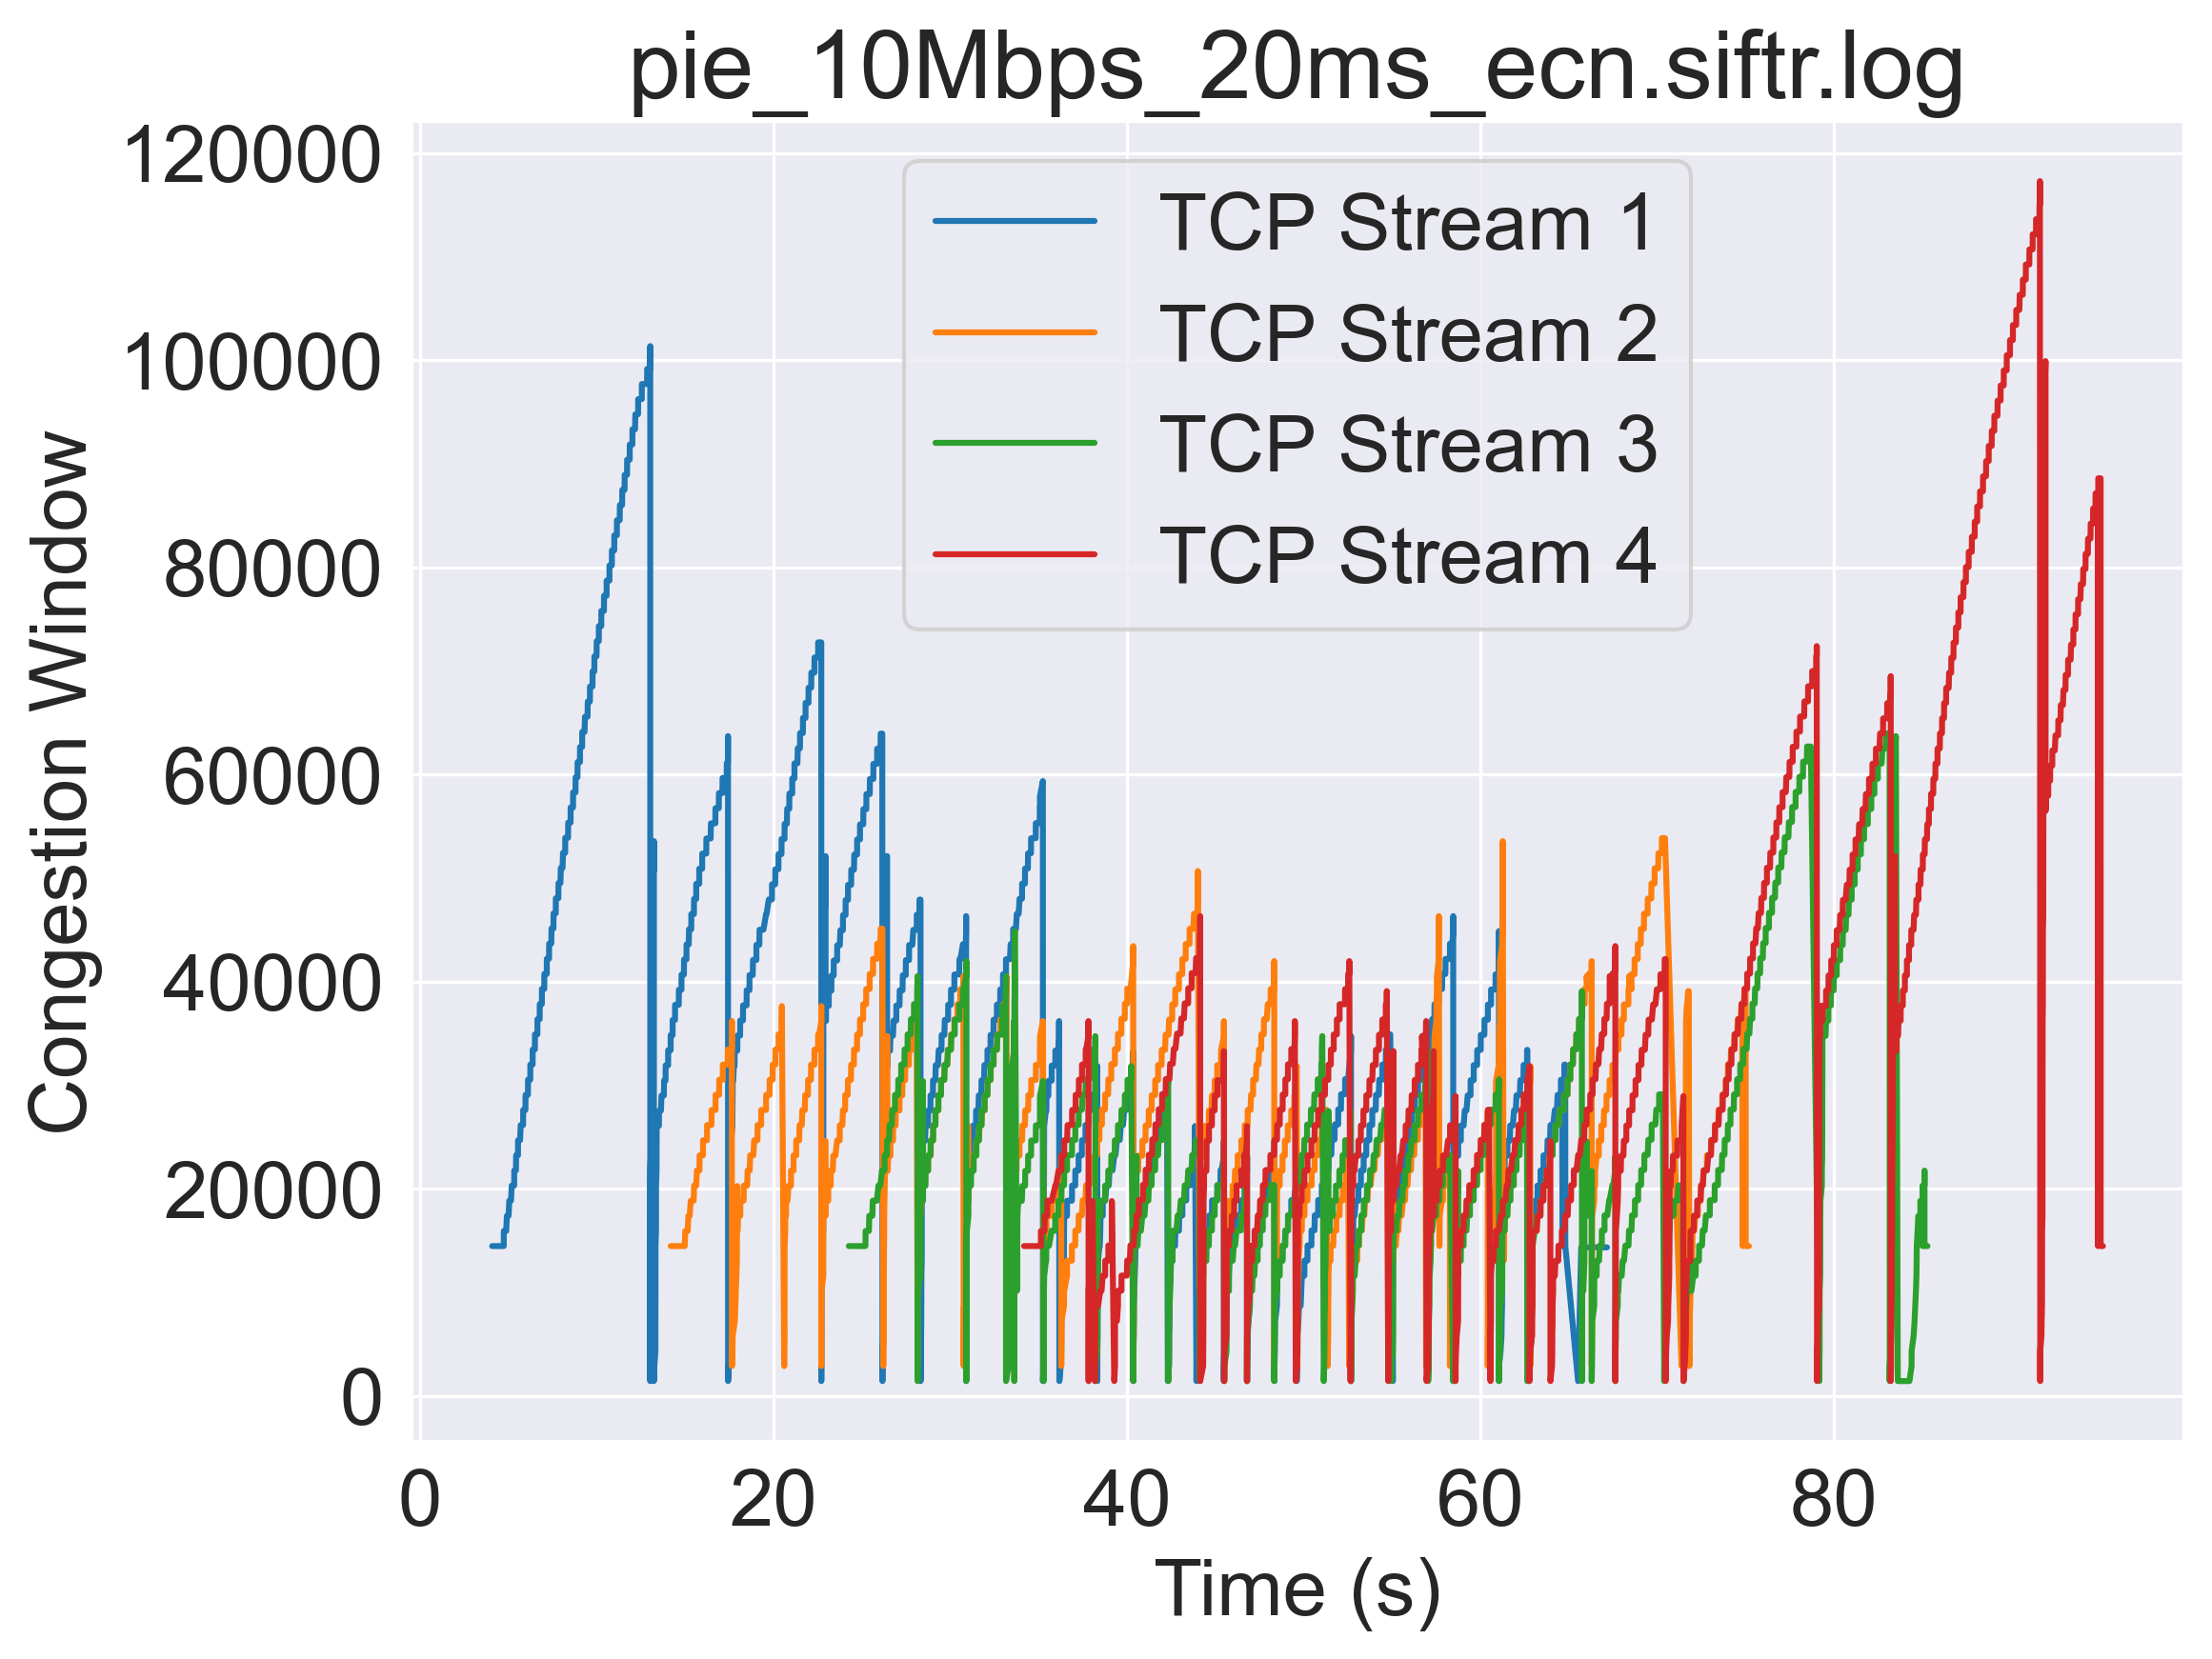 pie_10Mbps_20ms_ecn.siftr.log
120000
100000
80000
60000
40000
20000
0
Congestion Window
TCP Stream 1
TCP Stream 2
TCP Stream 3
TCP Stream 4
0 20 40 60 80
Time (s)